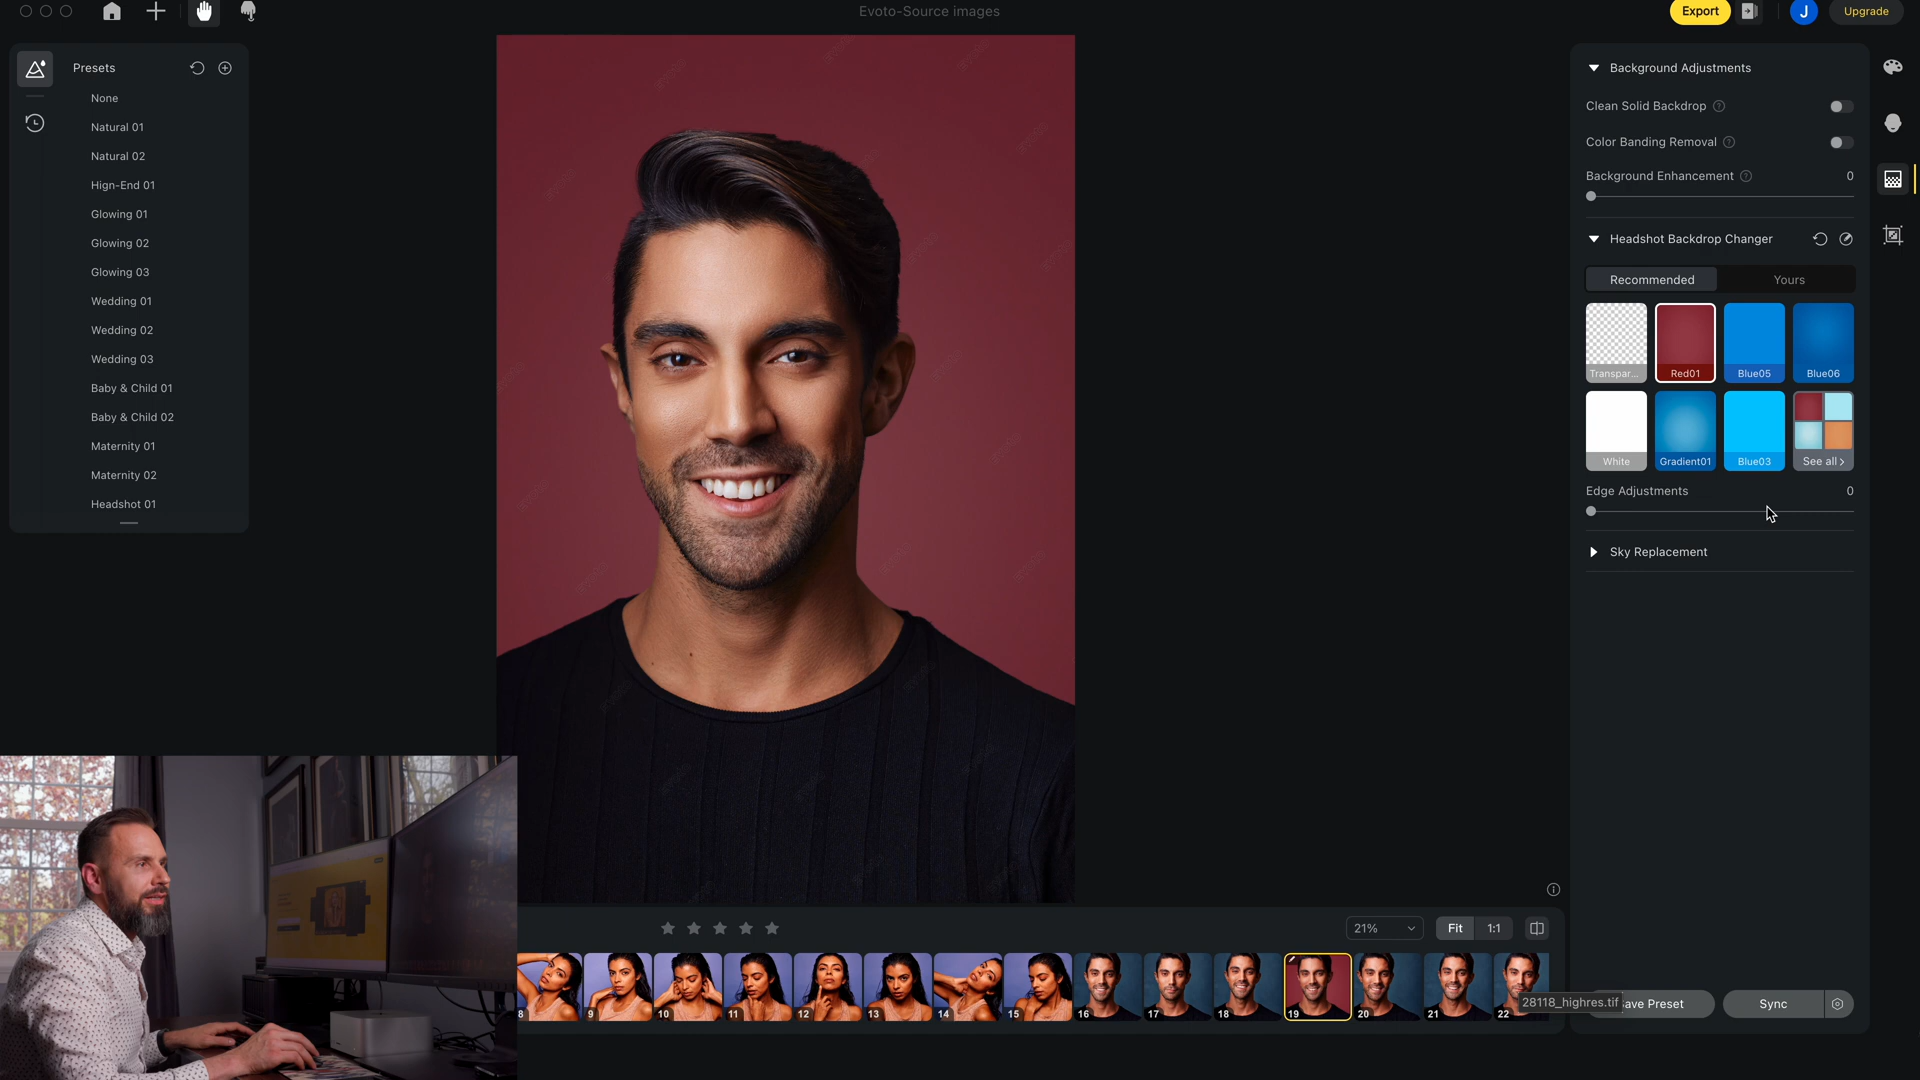 Evoto-Source images
Export
J
Upgrade
Presets
None
Natural 01
Natural 02
Hign-End 01
Glowing 01
Glowing 02
Glowing 03
Wedding 01
Wedding 02
Wedding 03
Baby & Child 01
Baby & Child 02
Maternity 01
Maternity 02
Headshot 01
Background Adjustments
Clean Solid Backdrop ?
Color Banding Removal ?
Background Enhancement ? 0
Headshot Backdrop Changer
Recommended Yours
Transpar... Red01 Blue05 Blue06
White Gradient01 Blue03 See all >
Edge Adjustments 0
Sky Replacement
21% Fit 1:1
8 9 10 11 12 13 14 15 16 17 18 19 20 21 22
28118_highres.tif
ave Preset Sync